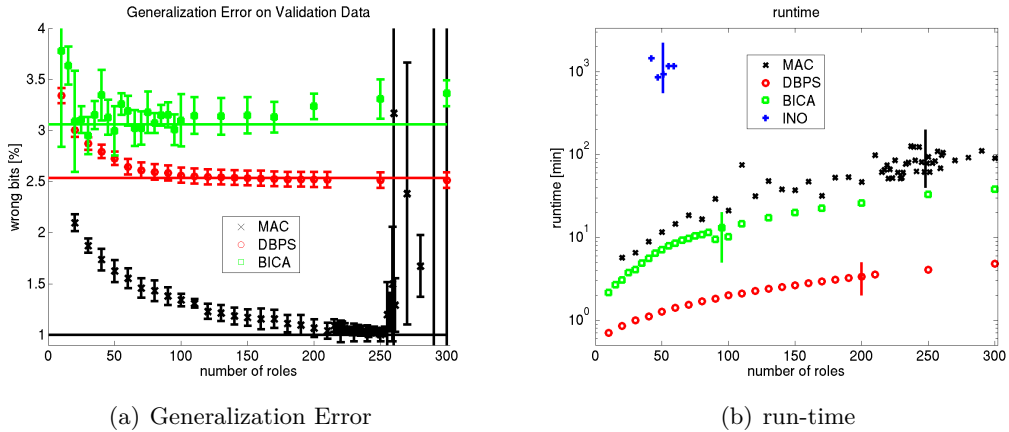 Generalization Error on Validation Data
4
3.5
3
2.5
2
1.5
1
wrong bits [%]
MAC
DBPS
BICA
0 50 100 150 200 250 300
number of roles
(a) Generalization Error
runtime
10^3
10^2
10^1
10^0
runtime [min]
MAC
DBPS
BICA
INO
0 50 100 150 200 250 300
number of roles
(b) run-time